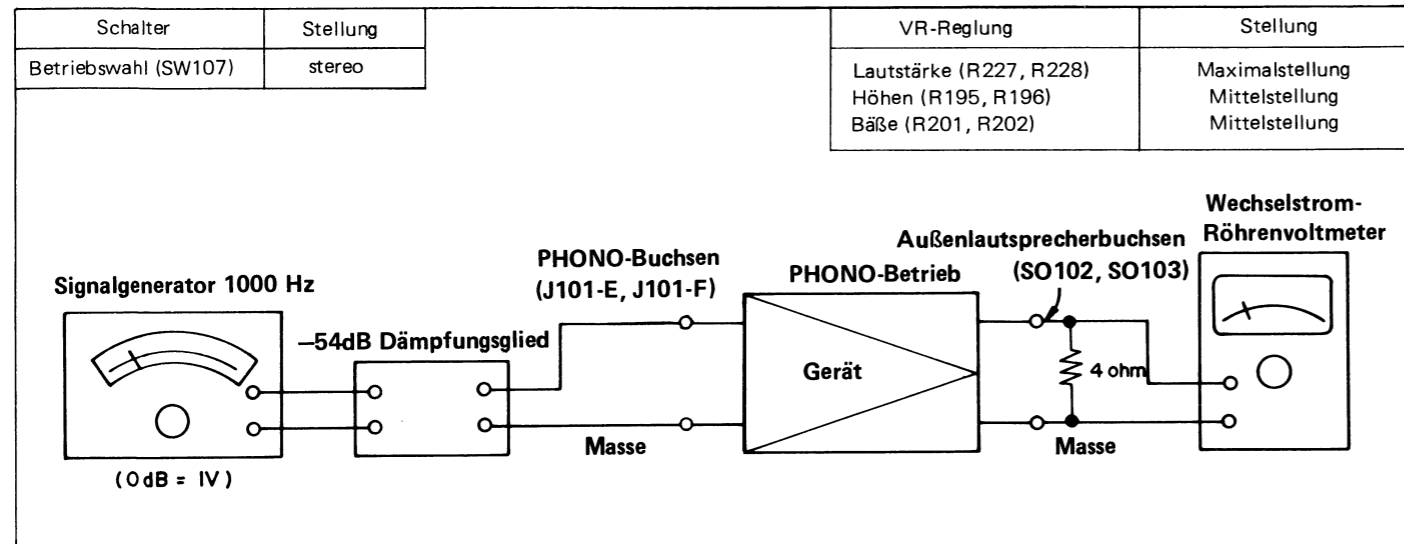 Schalter Stellung
Betriebswahl (SW107) stereo
VR-Reglung Stellung
Lautstärke (R227, R228) Maximalstellung
Höhen (R195, R196) Mittelstellung
Bäße (R201, R202) Mittelstellung
Signalgenerator 1000 Hz
(0dB = 1V)
–54dB Dämpfungsglied
PHONO-Buchsen
(J101-E, J101-F)
Masse
PHONO-Betrieb
Gerät
Außenlautsprecherbuchsen
(SO102, SO103)
4 ohm
Masse
Wechselstrom-
Röhrenvoltmeter